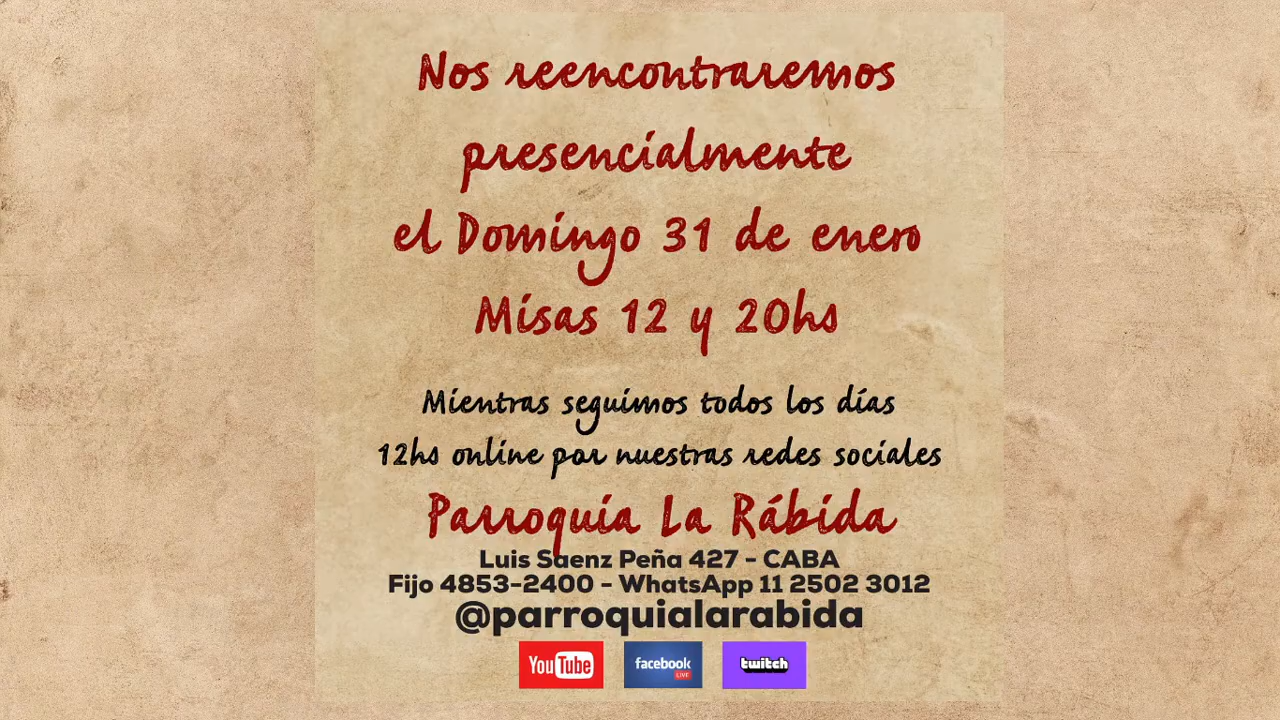 Nos reencontraremos
presencialmente
el Domingo 31 de enero
Misas 12 y 20hs
Mientras seguimos todos los días
12hs online por nuestras redes sociales
Parroquia La Rábida
Luis Saenz Peña 427 - CABA
Fijo 4853-2400 - WhatsApp 11 2502 3012
@parroquialarabida
YouTube facebook LIVE twitch